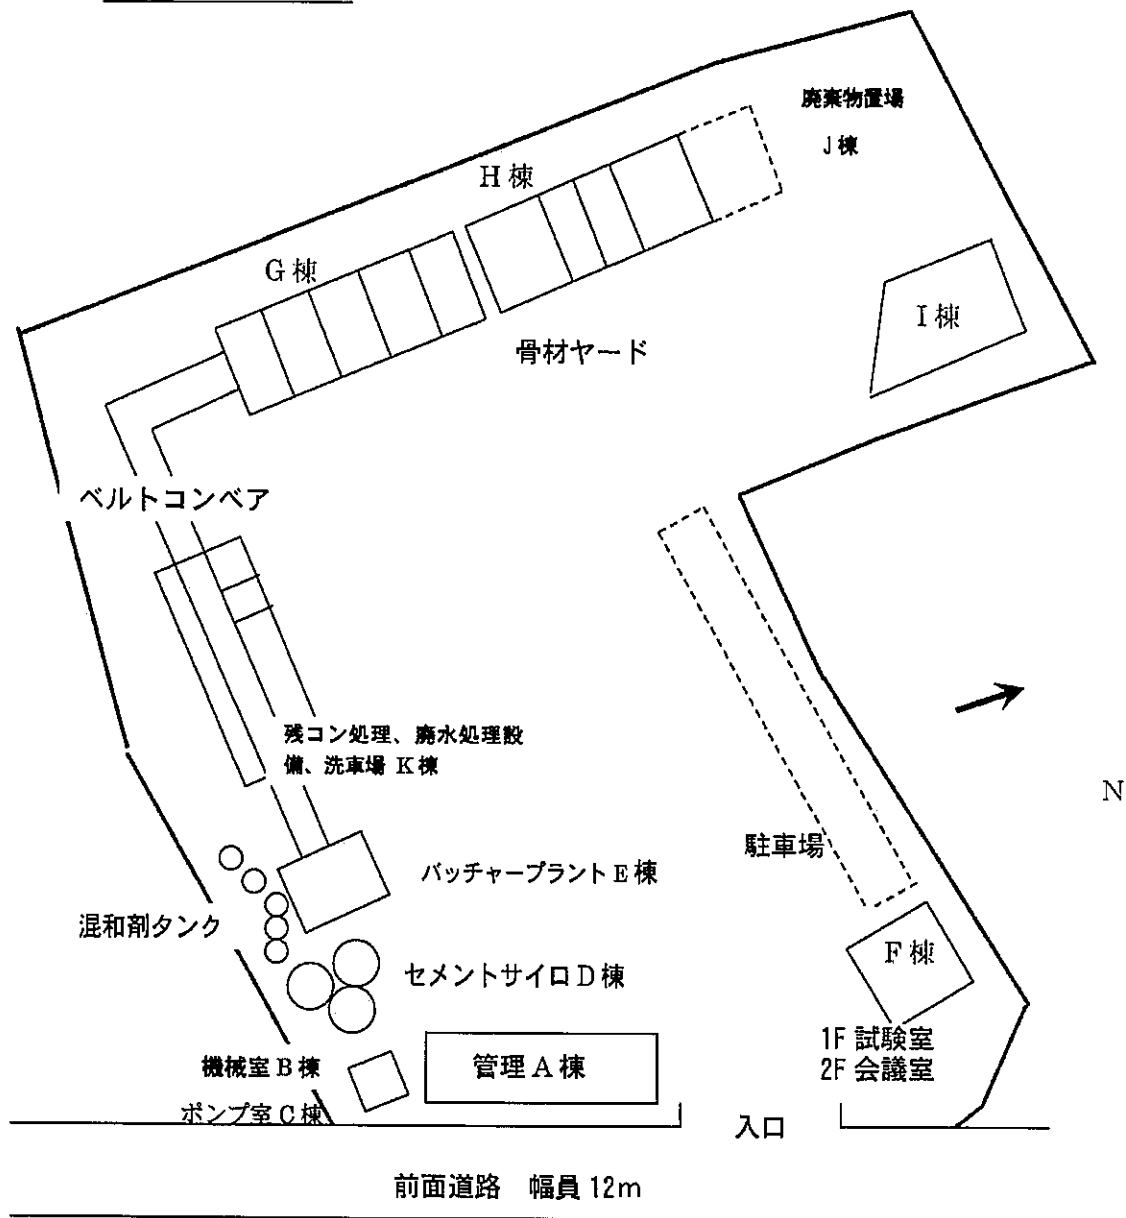 廃棄物置場
J棟
H棟
G棟
I棟
骨材ヤード
ベルトコンベア
残コン処理、廃水処理設
備、洗車場 K棟
N
駐車場
バッチャープラントE棟
混和剤タンク
F棟
セメントサイロD棟
1F 試験室
2F 会議室
機械室B棟
管理A棟
ポンプ室C棟
入口
前面道路 幅員12m